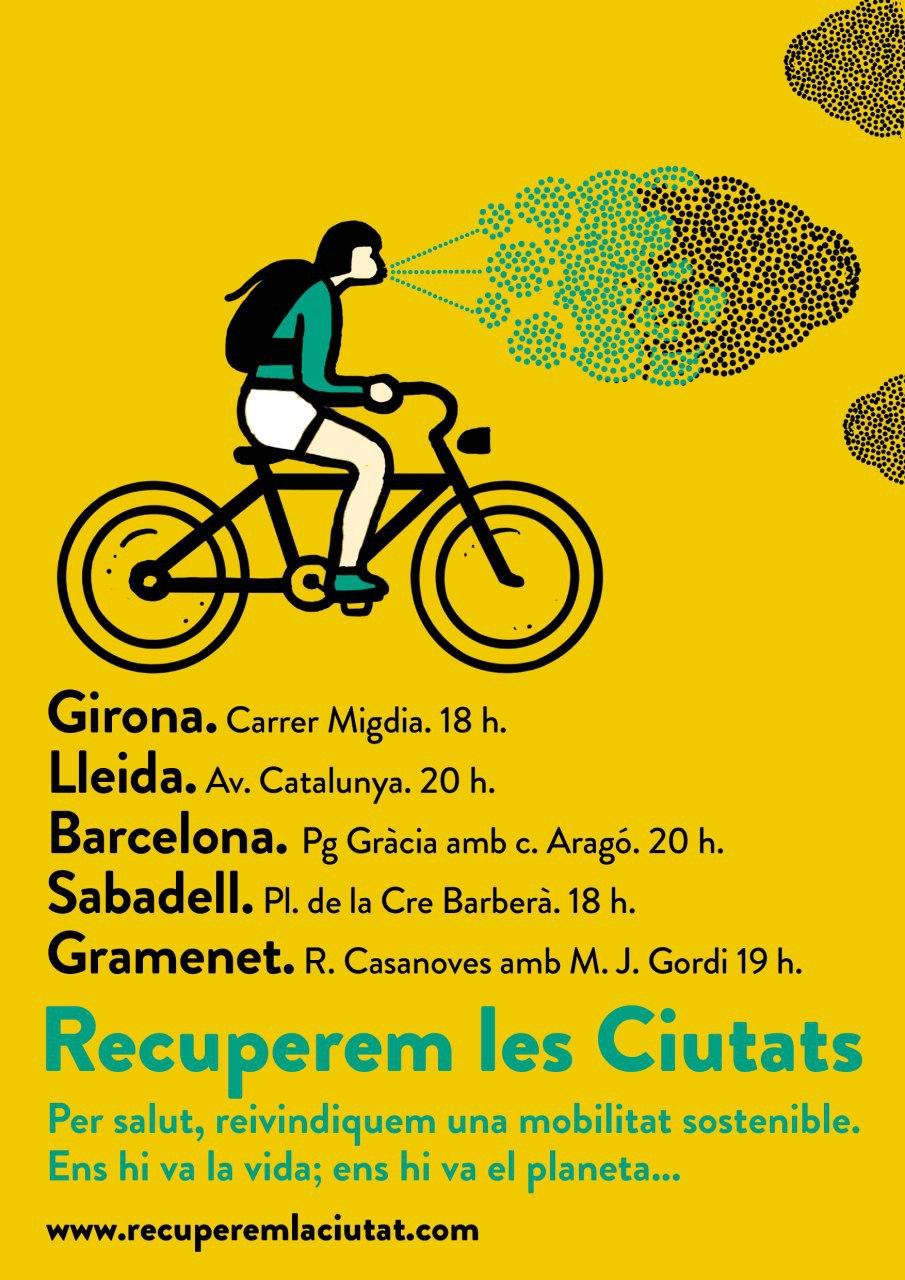 Girona. Carrer Migdia. 18 h.
Lleida. Av. Catalunya. 20 h.
Barcelona. Pg Gràcia amb c. Aragó. 20 h.
Sabadell. Pl. de la Cre Barberà. 18 h.
Gramenet. R. Casanoves amb M. J. Gordi 19 h.
Recuperem les Ciutats
Per salut, reivindiquem una mobilitat sostenible.
Ens hi va la vida; ens hi va el planeta...
www.recuperemlaciutat.com